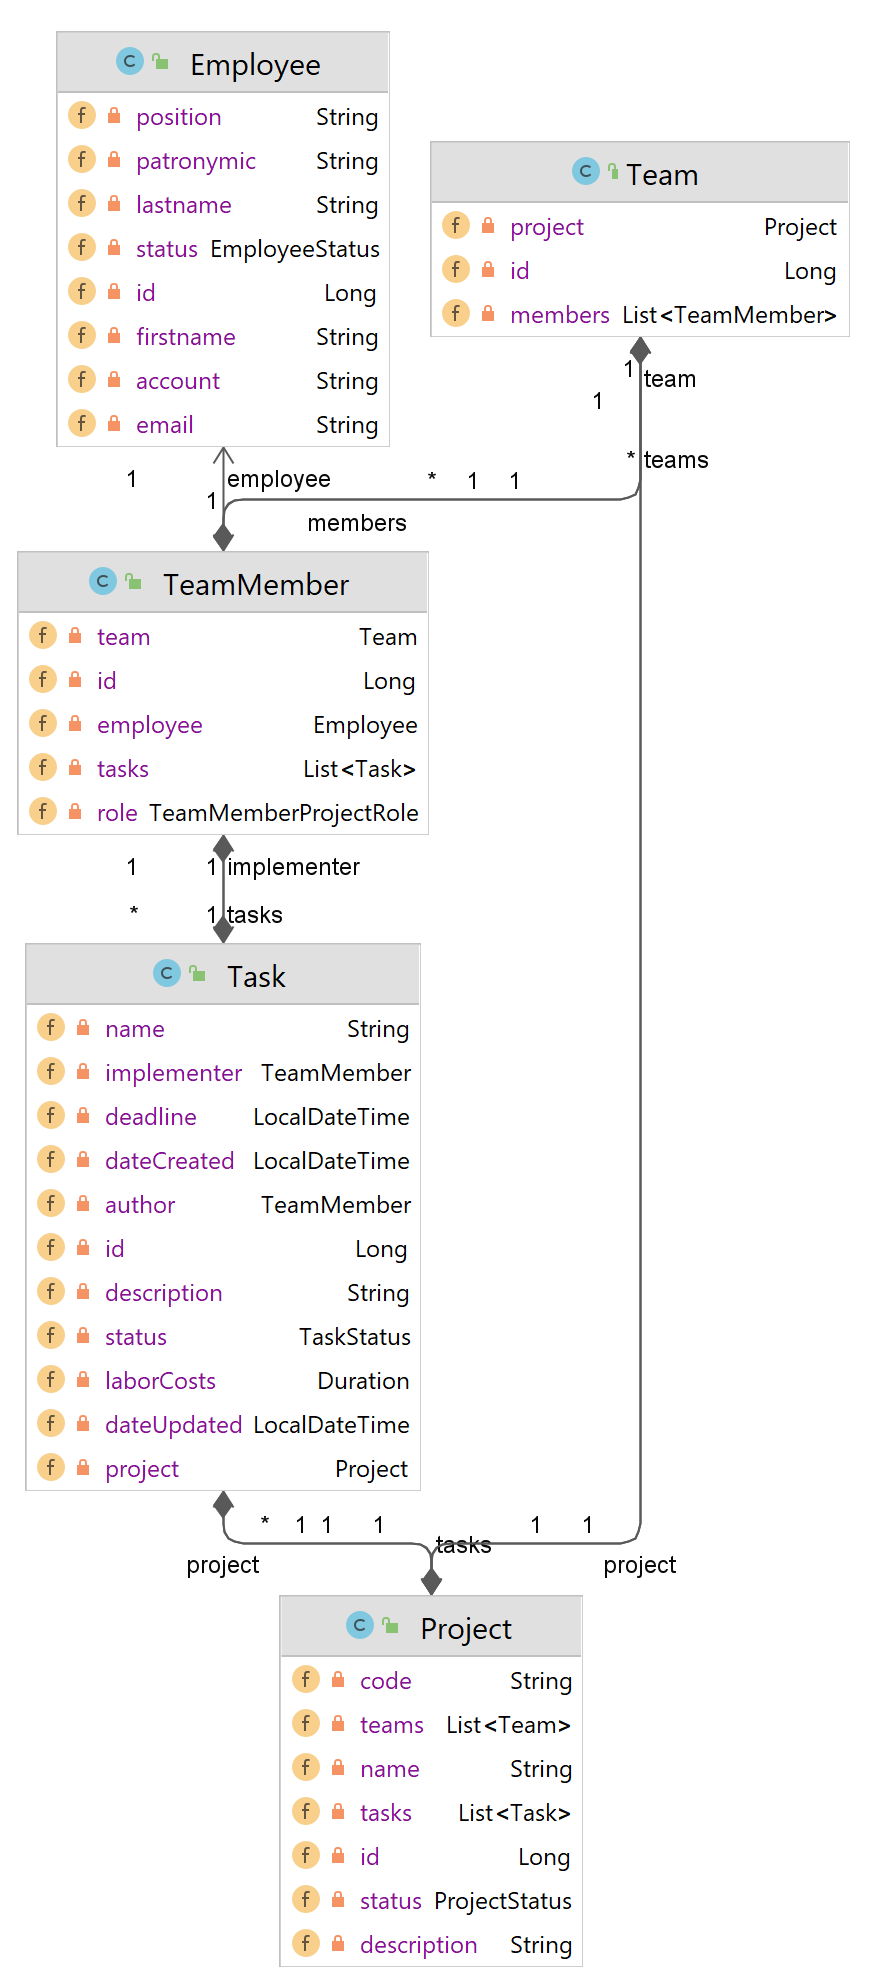 Employee
position String
patronymic String
lastname String
status EmployeeStatus
id Long
firstname String
account String
email String
Team
project Project
id Long
members List<TeamMember>
1
team
1
* teams
1 employee * 1 1
1
members
TeamMember
team Team
id Long
employee Employee
tasks List<Task>
role TeamMemberProjectRole
1 1 implementer
* 1 tasks
Task
name String
implementer TeamMember
deadline LocalDateTime
dateCreated LocalDateTime
author TeamMember
id Long
description String
status TaskStatus
laborCosts Duration
dateUpdated LocalDateTime
project Project
* 1 1 1 1 1
tasks
project project
Project
code String
teams List<Team>
name String
tasks List<Task>
id Long
status ProjectStatus
description String